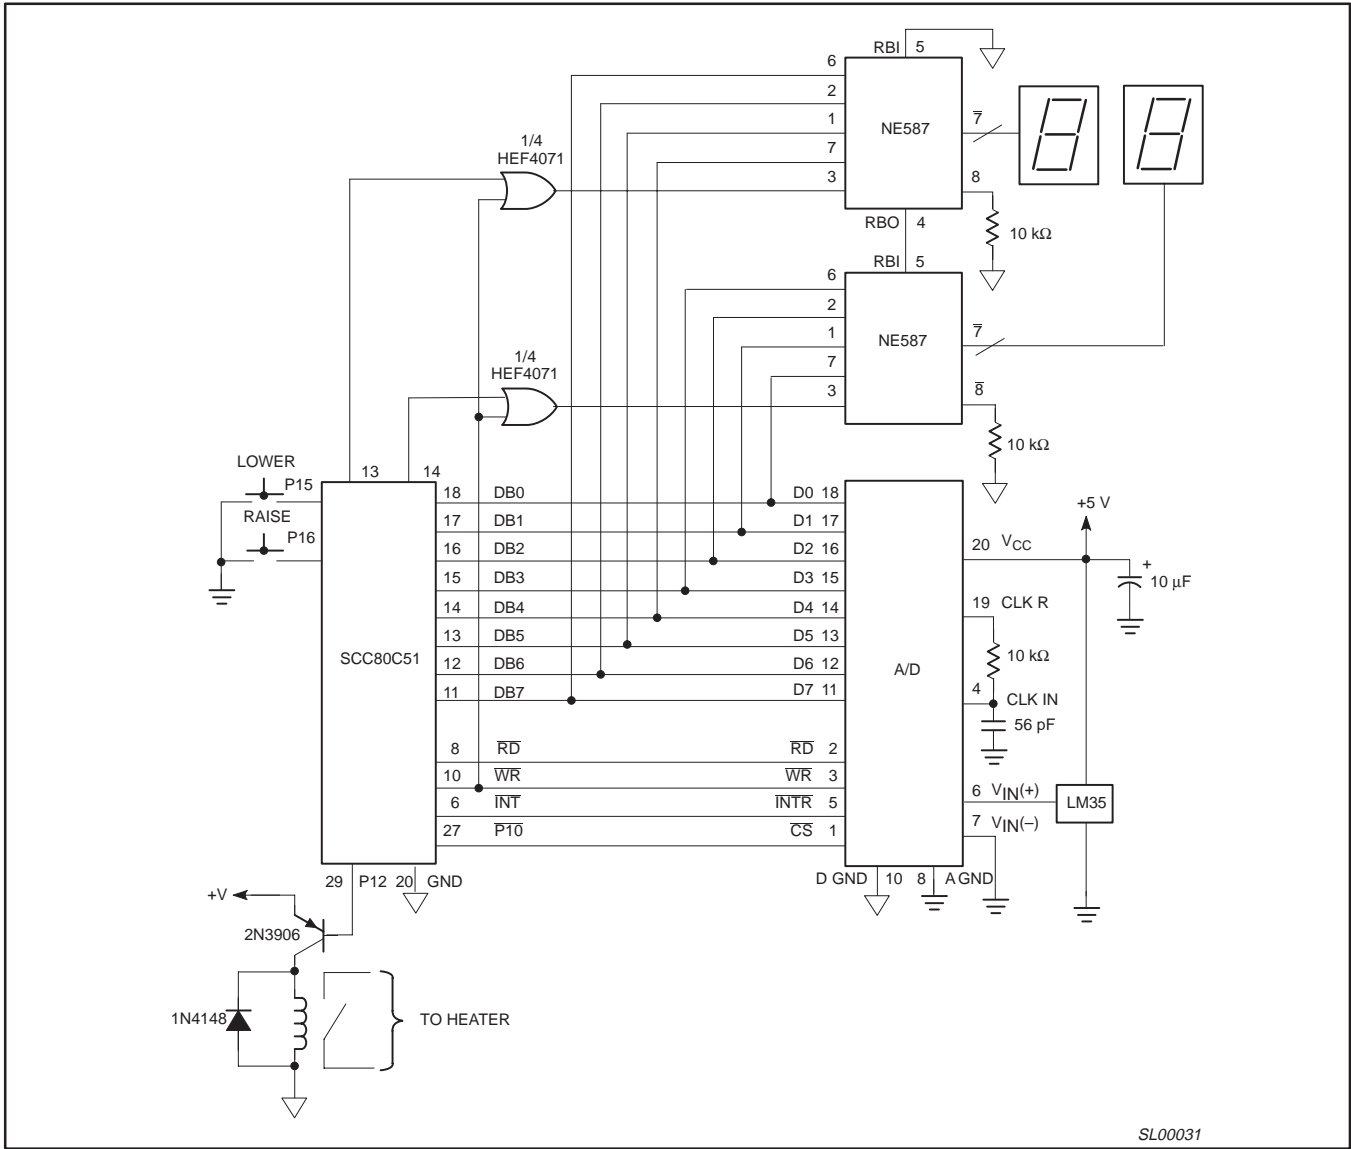 RBI 5
6
2
1
7
3
NE587
7
8
RBO 4
10 kΩ
1/4
HEF4071
RBI 5
6
2
1
7
3
NE587
7
8
10 kΩ
1/4
HEF4071
LOWER
P15
RAISE
P16
13 14
SCC80C51
18 DB0 D0 18
17 DB1 D1 17
16 DB2 D2 16
15 DB3 D3 15
14 DB4 D4 14
13 DB5 D5 13
12 DB6 D6 12
11 DB7 D7 11
8 RD RD 2
10 WR WR 3
6 INT INTR 5
27 P10 CS 1
A/D
+5 V
20 VCC
+
10 µF
19 CLK R
10 kΩ
4 CLK IN
56 pF
6 VIN(+)
LM35
7 VIN(–)
D GND 10 8 A GND
29 P12 20 GND
+V
2N3906
1N4148
TO HEATER
SL00031